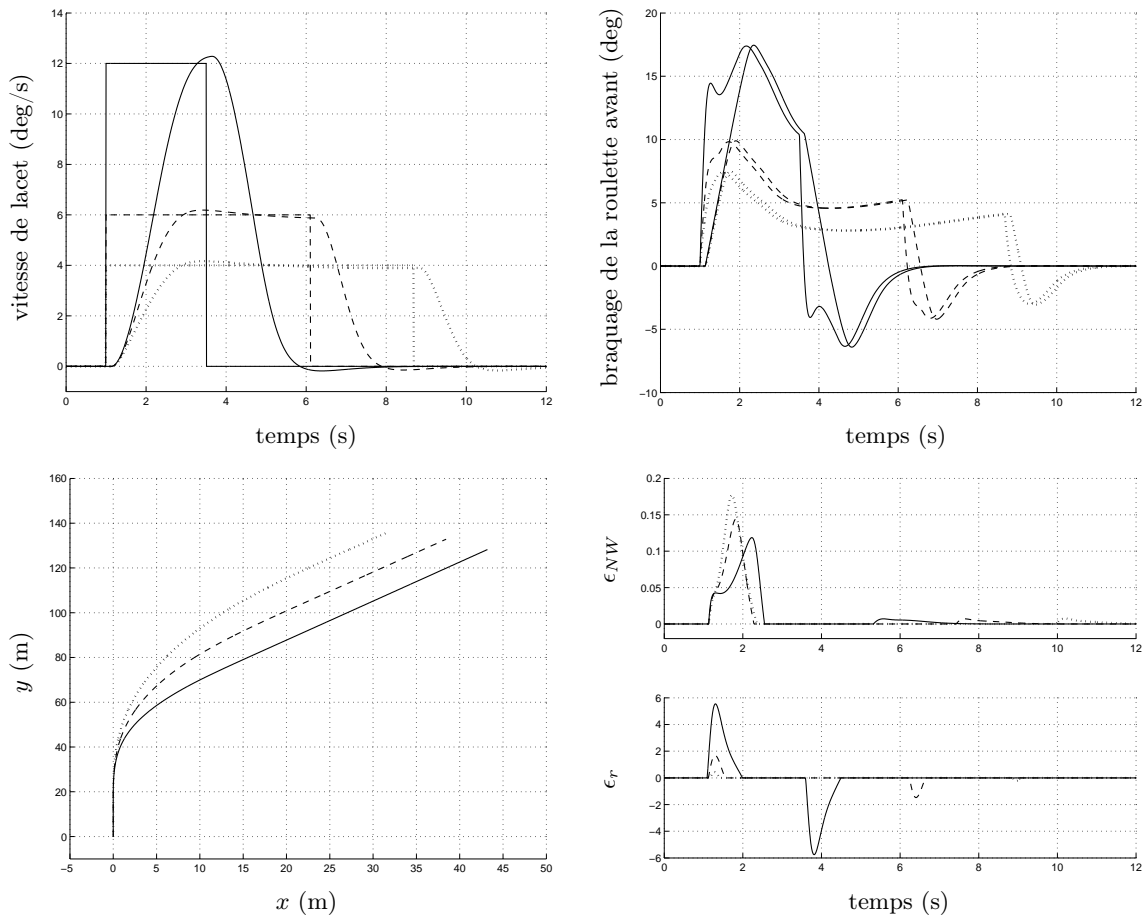 vitesse de lacet (deg/s)
14
12
10
8
6
4
2
0
0 2 4 6 8 10 12
temps (s)
braquage de la roulette avant (deg)
20
15
10
5
0
−5
−10
0 2 4 6 8 10 12
temps (s)
y (m)
160
140
120
100
80
60
40
20
0
−5 0 5 10 15 20 25 30 35 40 45 50
x (m)
ϵNW
0.2
0.15
0.1
0.05
0
0 2 4 6 8 10 12
ϵr
6
4
2
0
−2
−4
−6
0 2 4 6 8 10 12
temps (s)